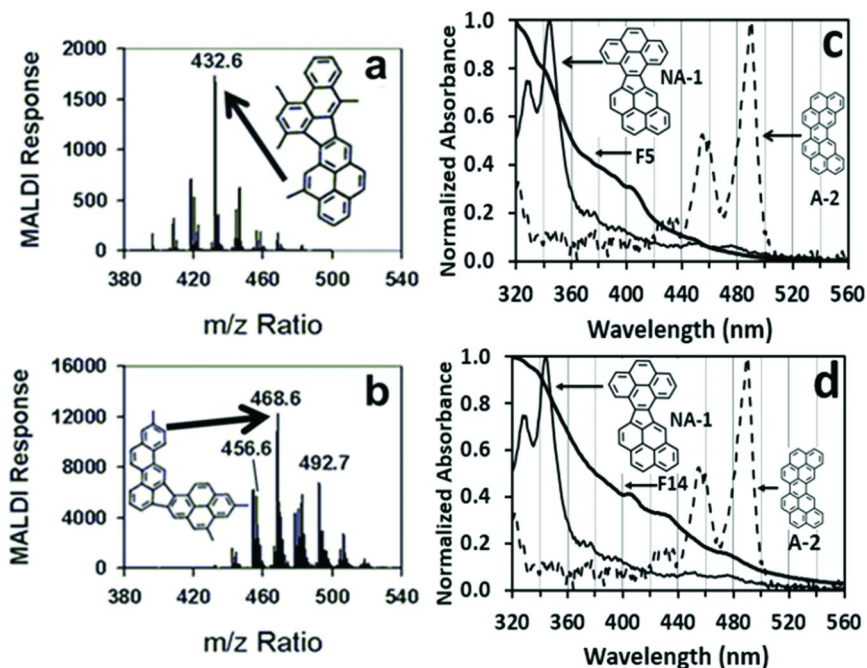 a
432.6
MALDI Response
2000
1500
1000
500
0
380 420 460 500 540
m/z Ratio
b
468.6
456.6
492.7
MALDI Response
16000
12000
8000
4000
0
380 420 460 500 540
m/z Ratio
c
NA-1
F5
A-2
Normalized Absorbance
1.0
0.8
0.6
0.4
0.2
0.0
320 360 400 440 480 520 560
Wavelength (nm)
d
NA-1
F14
A-2
Normalized Absorbance
1.0
0.8
0.6
0.4
0.2
0.0
320 360 400 440 480 520 560
Wavelength (nm)